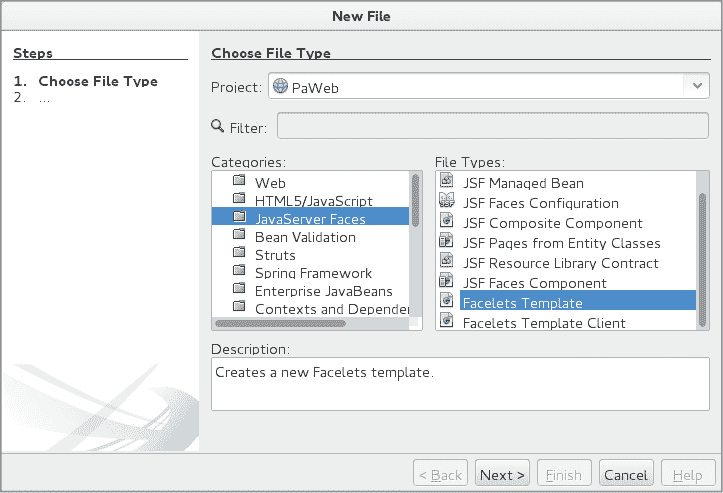 New File
Steps
1. Choose File Type
2. ...
Choose File Type
Project: PaWeb
Filter:
Categories:
Web
HTML5/JavaScript
JavaServer Faces
Bean Validation
Struts
Spring Framework
Enterprise JavaBeans
Contexts and Depender
File Types:
JSF Managed Bean
JSF Faces Configuration
JSF Composite Component
JSF Pages from Entity Classes
JSF Resource Library Contract
JSF Faces Component
Facelets Template
Facelets Template Client
Description:
Creates a new Facelets template.
< Back Next > Finish Cancel Help